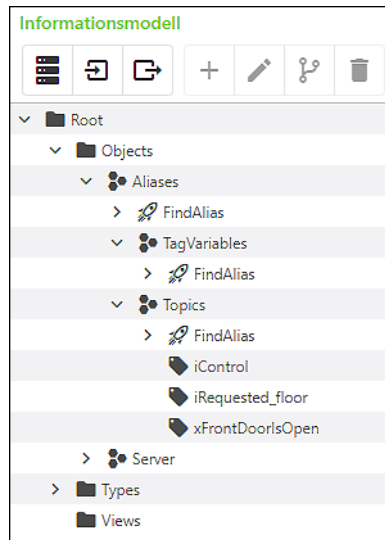 Informationsmodell
Root
Objects
Aliases
FindAlias
TagVariables
FindAlias
Topics
FindAlias
iControl
iRequested_floor
xFrontDoorIsOpen
Server
Types
Views